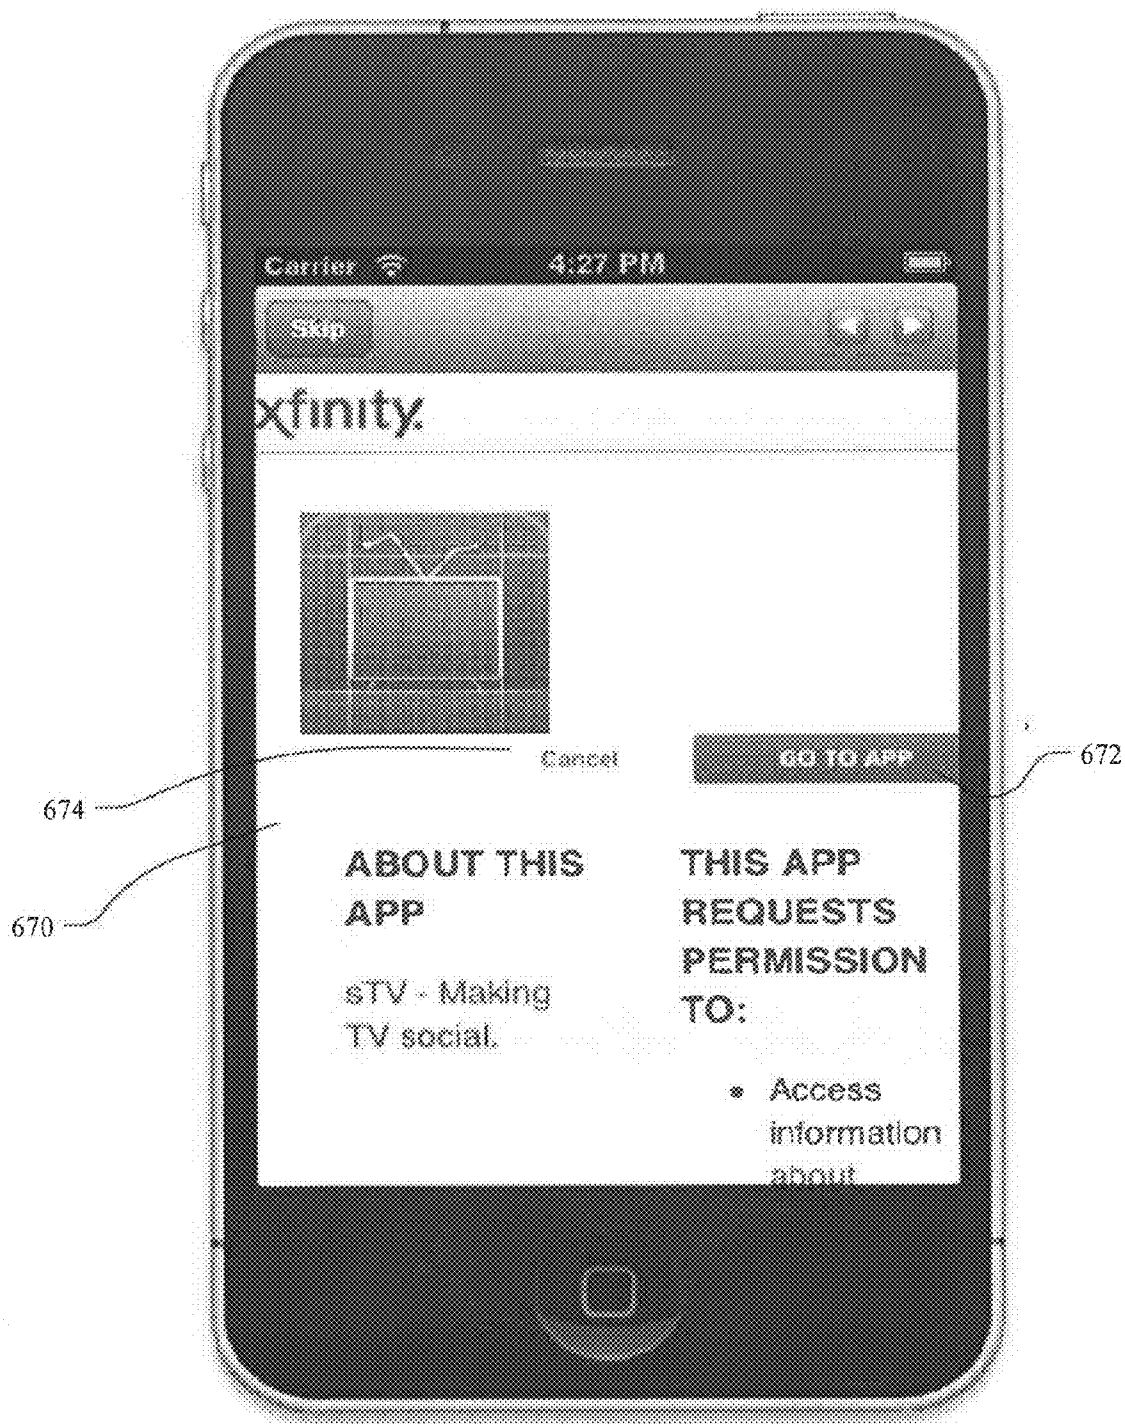 Carrier 4:27 PM
Skip
xfinity.
Cancel GO TO APP 672
674
670
ABOUT THIS
APP
sTV - Making
TV social.
THIS APP
REQUESTS
PERMISSION
TO:
• Access
information
about